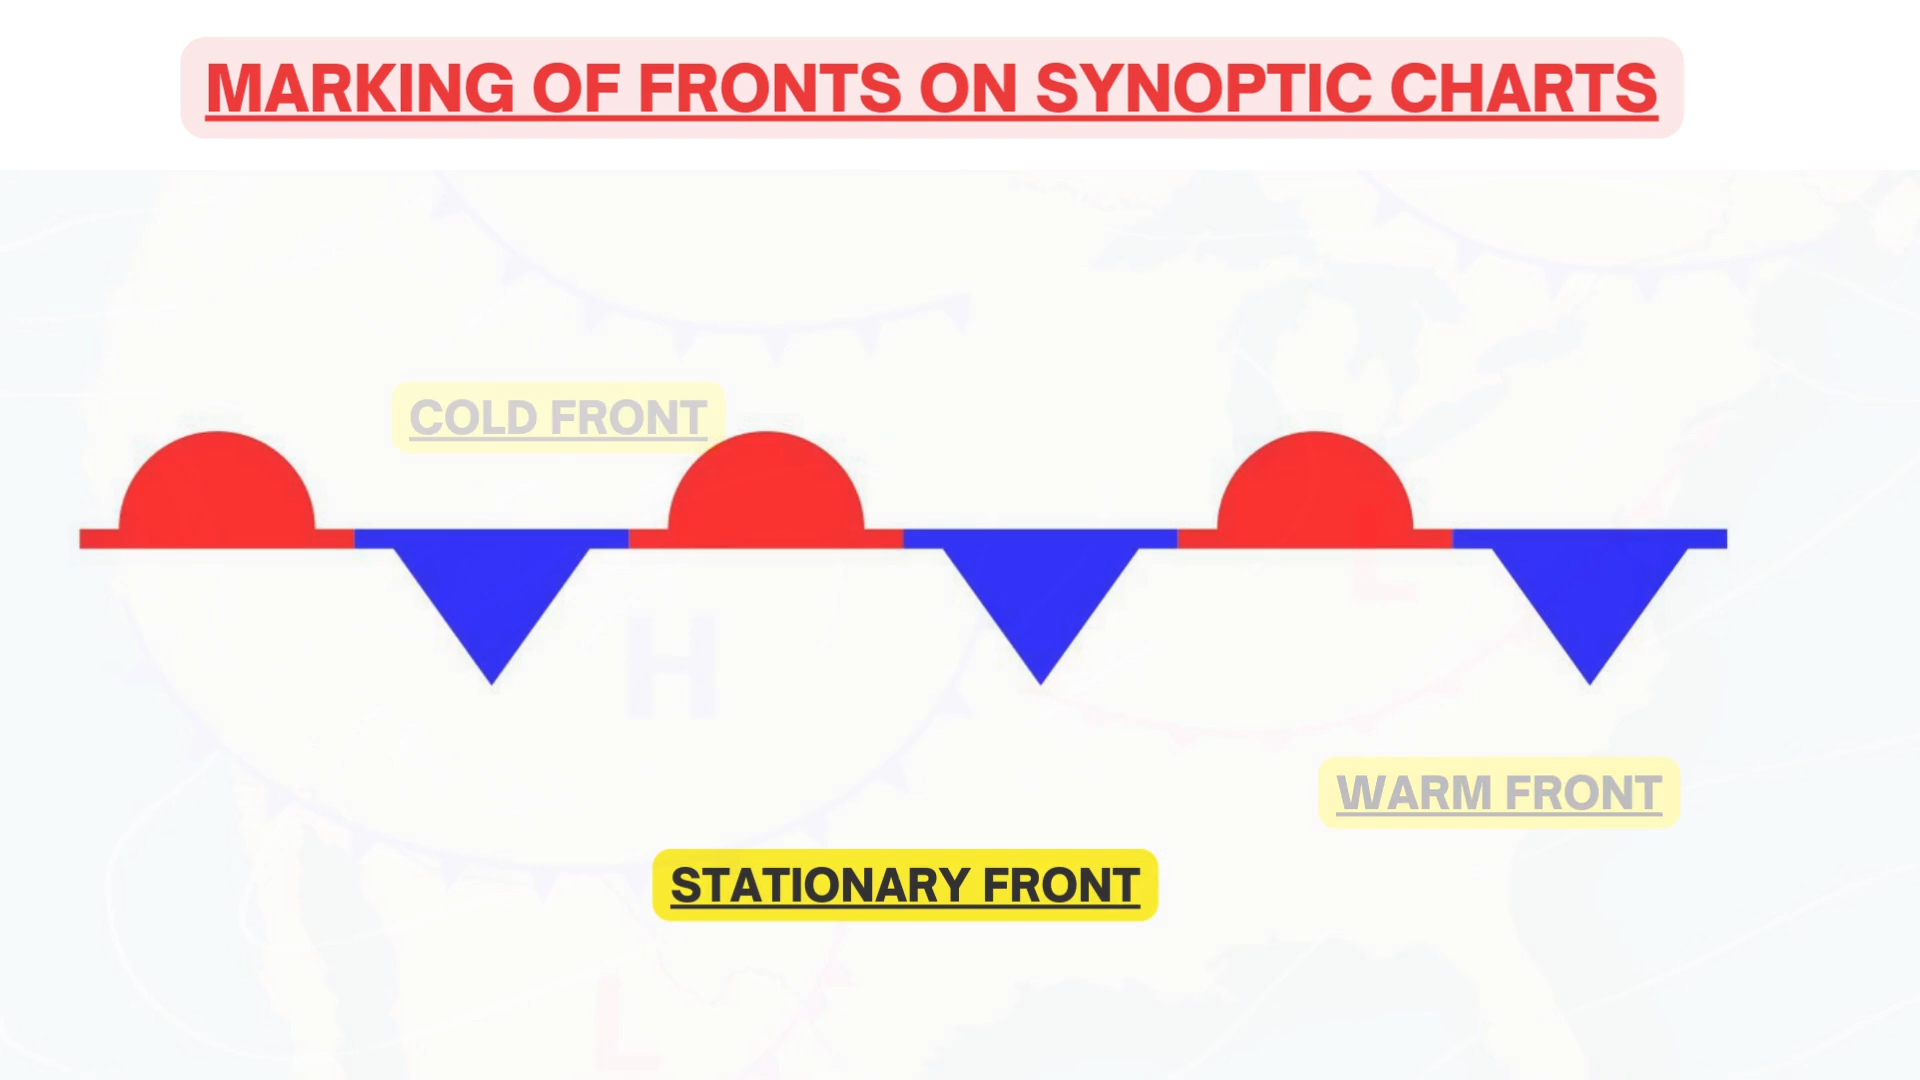 MARKING OF FRONTS ON SYNOPTIC CHARTS
COLD FRONT
H
L
WARM FRONT
STATIONARY FRONT
L